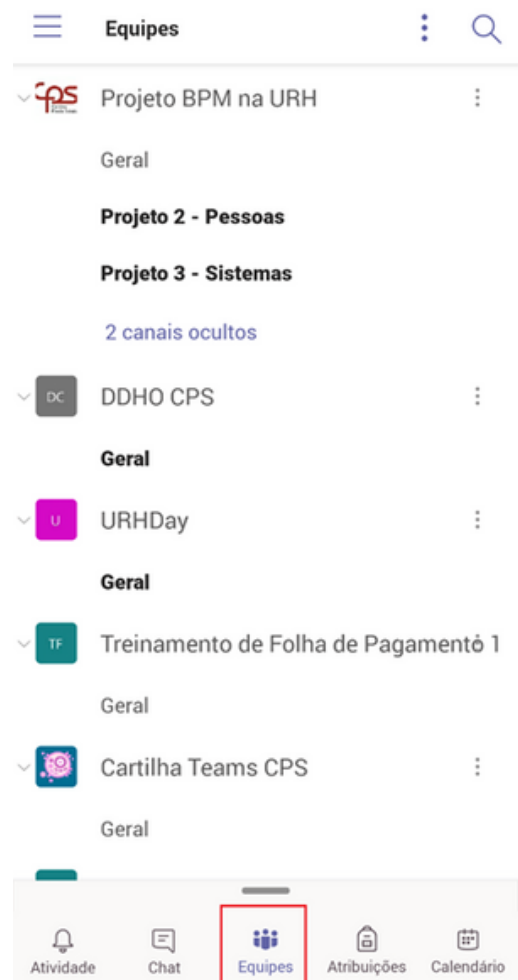 Equipes
cps
Projeto BPM na URH
Geral
Projeto 2 - Pessoas
Projeto 3 - Sistemas
2 canais ocultos
DC
DDHO CPS
Geral
U
URHDay
Geral
TF
Treinamento de Folha de Pagamento 1
Geral
Cartilha Teams CPS
Geral
Atividade
Chat
Equipes
Atribuições
Calendário